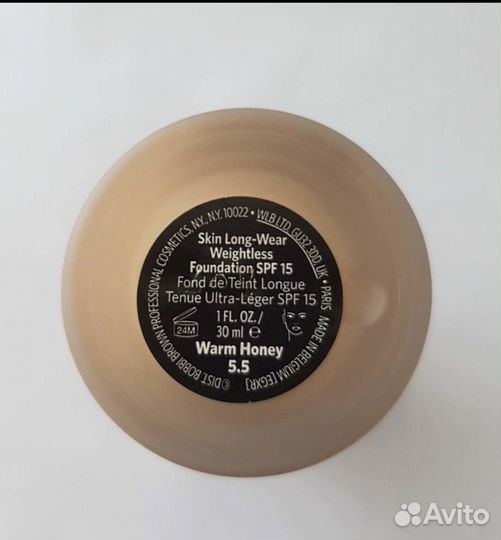 ©DIST. BOBBI BROWN PROFESSIONAL COSMETICS, N.Y., N.Y. 10022 • WLB LTD, GU32 3DD, UK • PARIS MADE IN BELGIUM [EGXR]
Skin Long-Wear
Weightless
Foundation SPF 15
Fond de Teint Longue
Tenue Ultra-Léger SPF 15
1 FL. OZ./
24M 30 ml ℮
Warm Honey
5.5
Avito